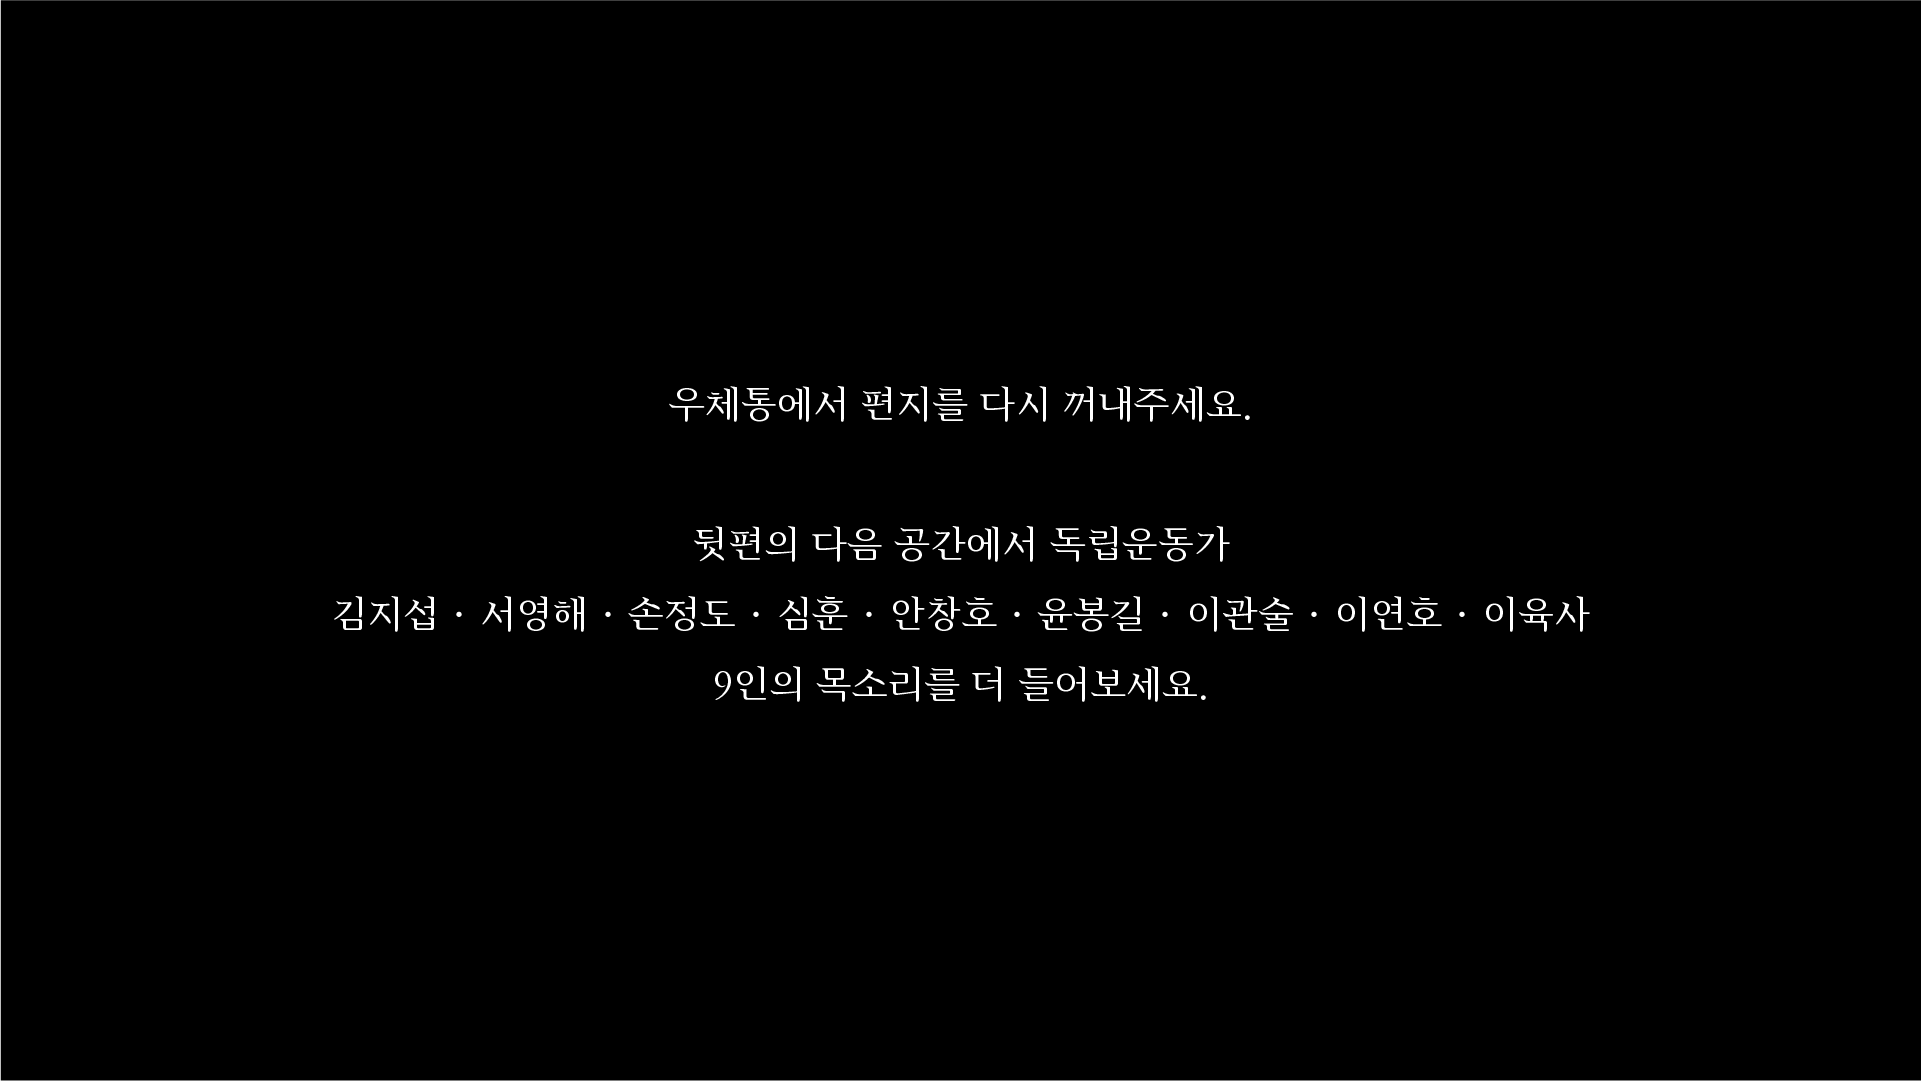 우체통에서 편지를 다시 꺼내주세요.
뒷편의 다음 공간에서 독립운동가
김지섭 · 서영해 · 손정도 · 심훈 · 안창호 · 윤봉길 · 이관술 · 이연호 · 이육사
9인의 목소리를 더 들어보세요.